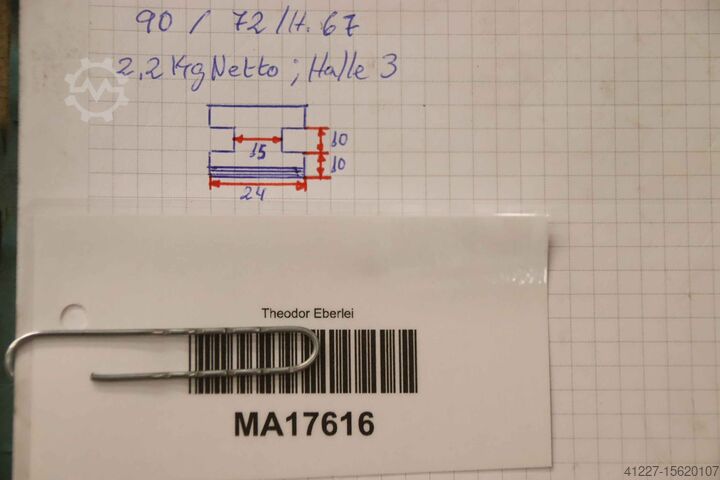 90 / 72 / H. 67
2,2 Kg Netto ; Halle 3
15
10
10
24
Theodor Eberlei
MA17616
41227-15620107